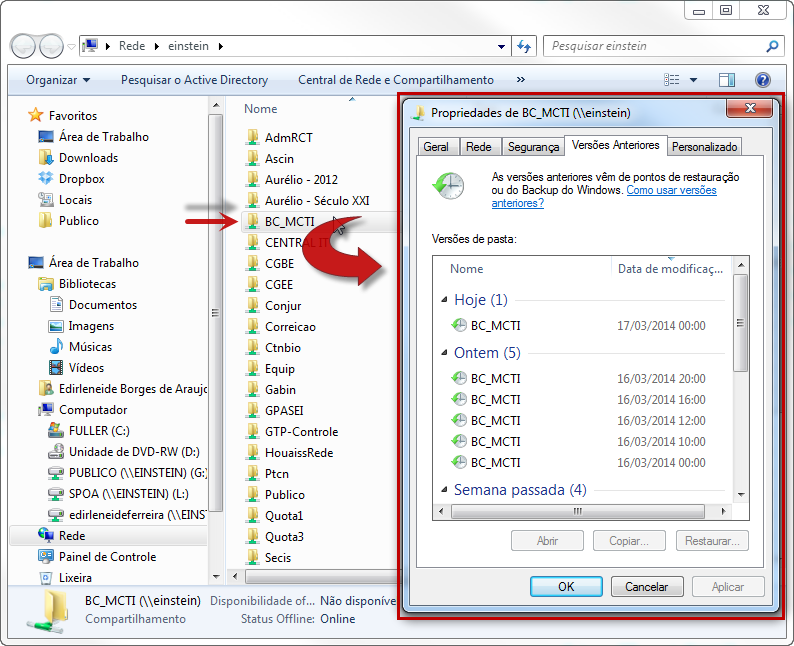 Rede
einstein
Pesquisar einstein
Organizar
Pesquisar o Active Directory
Central de Rede e Compartilhamento
»
Favoritos
Área de Trabalho
Downloads
Dropbox
Locais
Publico
Área de Trabalho
Bibliotecas
Documentos
Imagens
Músicas
Vídeos
Edirleneide Borges de Araujo
Computador
FULLER (C:)
Unidade de DVD-RW (D:)
PUBLICO (\\EINSTEIN) (G:)
SPOA (\\EINSTEIN) (L:)
edirleneideferreira (\\EINST
Rede
Painel de Controle
Lixeira
Nome
AdmRCT
Ascin
Aurélio - 2012
Aurélio - Século XXI
BC_MCTI
CENTRAL IT
CGBE
CGEE
Conjur
Correicao
Ctnbio
Equip
Gabin
GPASEI
GTP-Controle
HouaissRede
Ptcn
Publico
Quota1
Quota3
Secis
BC_MCTI (\\einstein)
Disponibilidade of...
Não disponíve
Compartilhamento
Status Offline:
Online
Propriedades de BC_MCTI (\\einstein)
Geral
Rede
Segurança
Versões Anteriores
Personalizado
As versões anteriores vêm de pontos de restauração
ou do Backup do Windows. Como usar versões
anteriores?
Versões de pasta:
Nome
Data de modificaç...
Hoje (1)
BC_MCTI 17/03/2014 00:00
Ontem (5)
BC_MCTI 16/03/2014 20:00
BC_MCTI 16/03/2014 16:00
BC_MCTI 16/03/2014 12:00
BC_MCTI 16/03/2014 10:00
BC_MCTI 16/03/2014 00:00
Semana passada (4)
Abrir
Copiar...
Restaurar...
OK
Cancelar
Aplicar